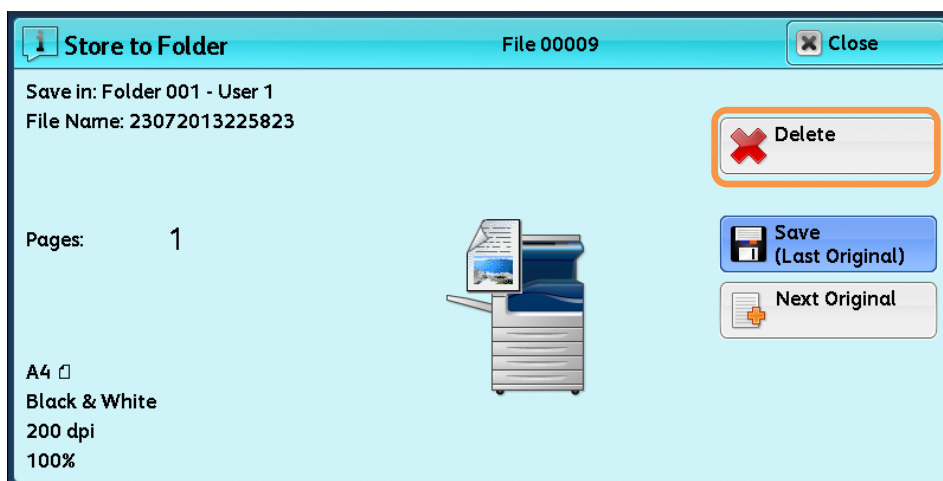 Store to Folder
File 00009
Close
Save in: Folder 001 - User 1
File Name: 23072013225823
Delete
Pages: 1
Save
(Last Original)
Next Original
A4
Black & White
200 dpi
100%